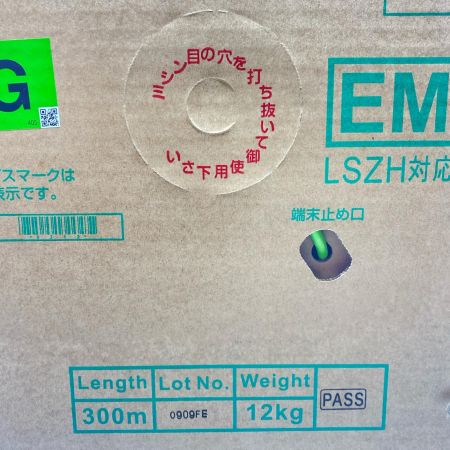 G
ミシン目の穴を打ち抜いて
御使用下さい
EM
LSZH対応
スマークは
表示です。
端末止め口
Length Lot No. Weight
300m 0909FE 12kg PASS